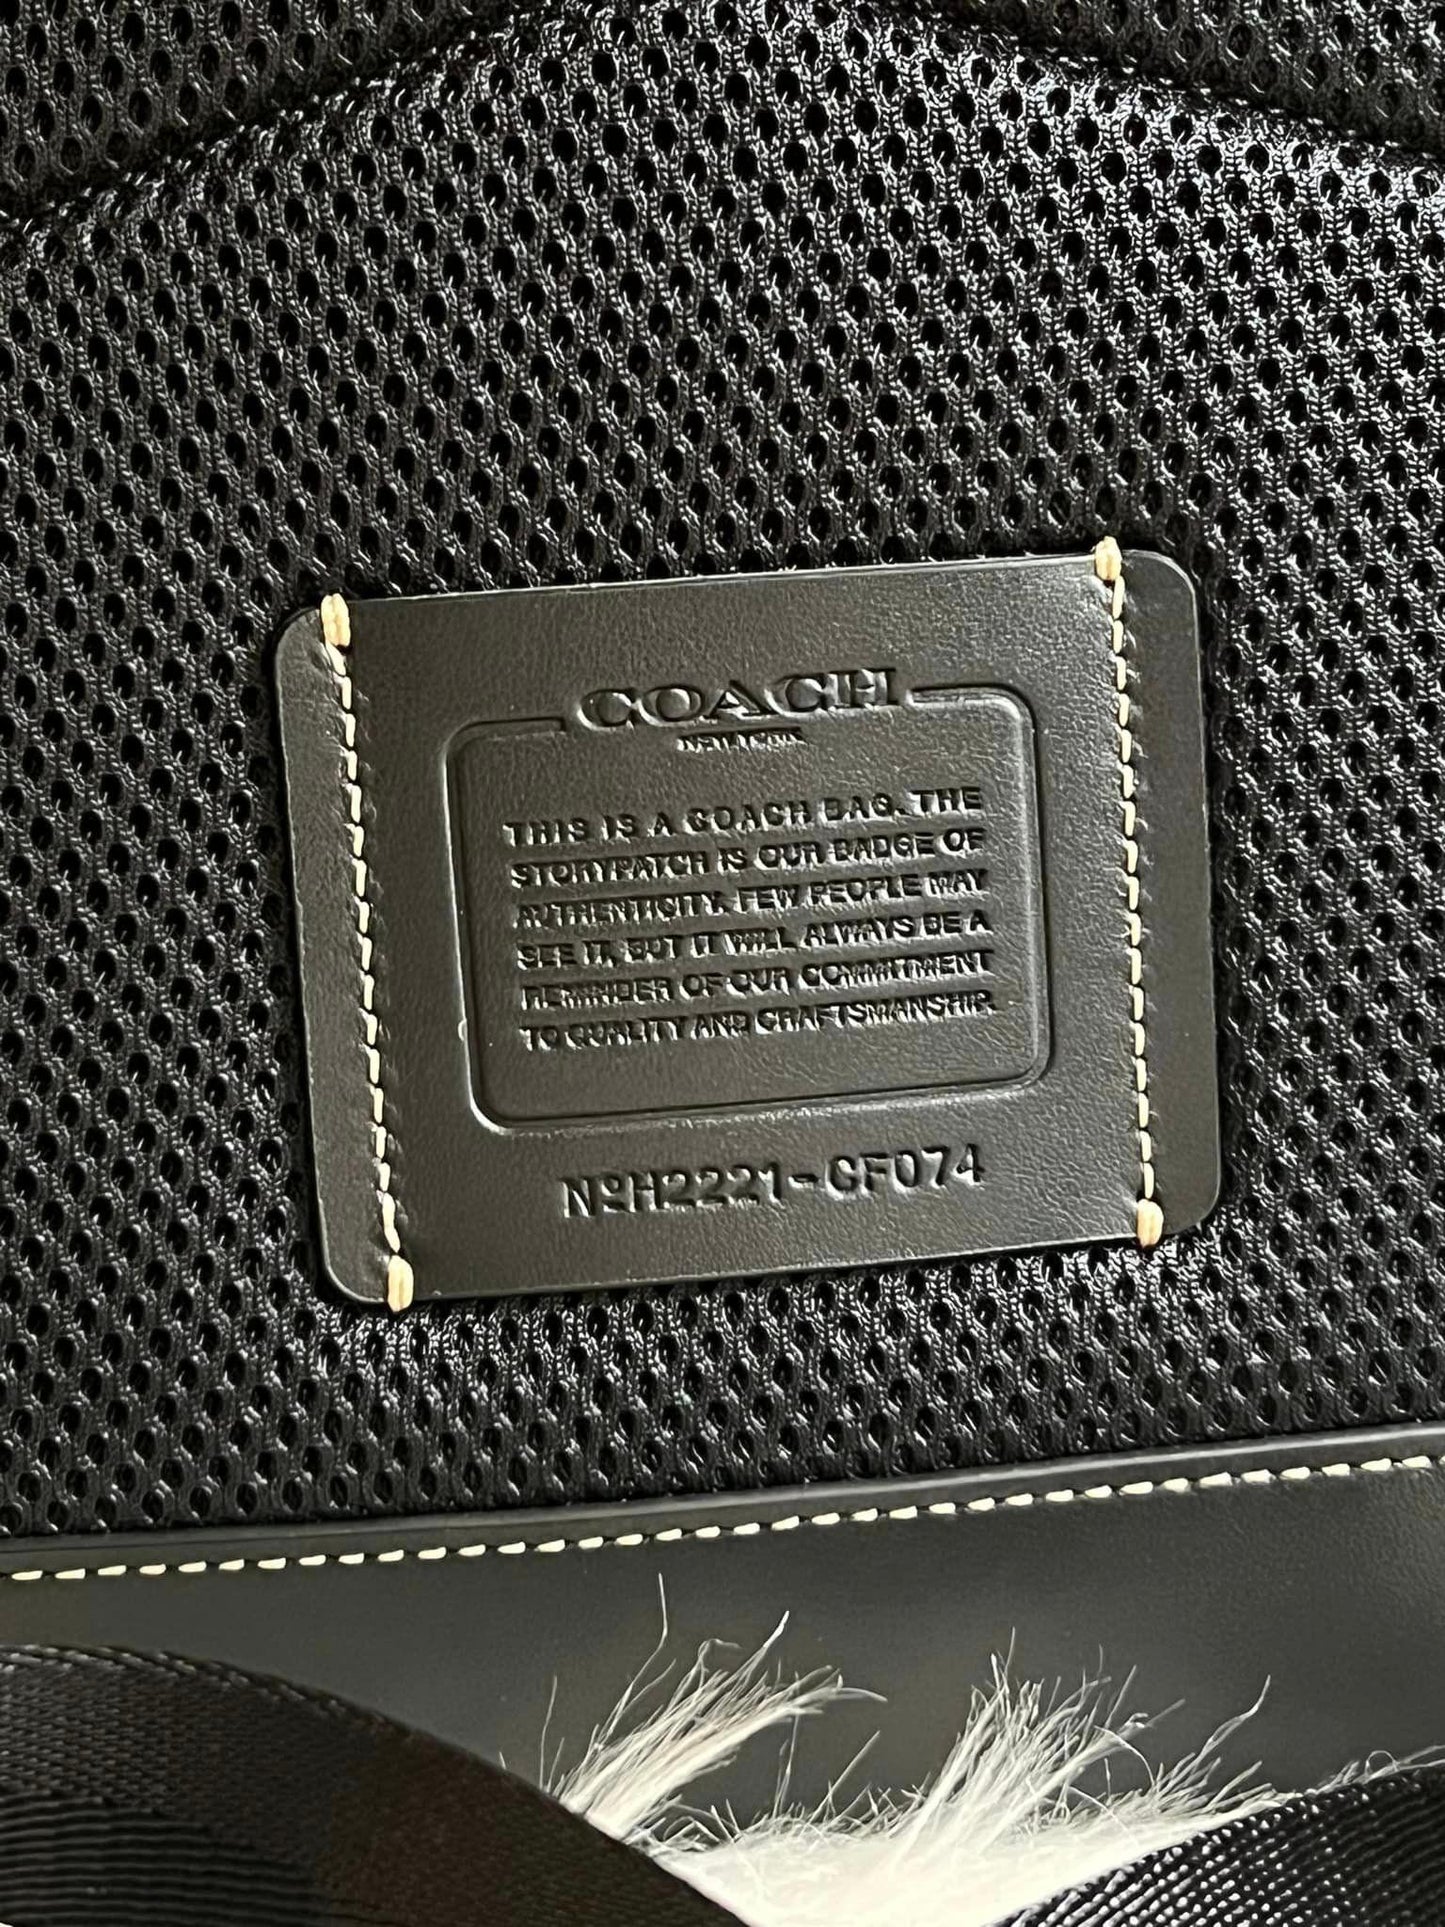 COACH
NEW YORK
THIS IS A COACH BAG. THE
STORYPATCH IS OUR BADGE OF
AUTHENTICITY. FEW PEOPLE MAY
SEE IT, BUT IT WILL ALWAYS BE A
REMINDER OF OUR COMMITMENT
TO QUALITY AND CRAFTSMANSHIP.
NºH2221-CF074